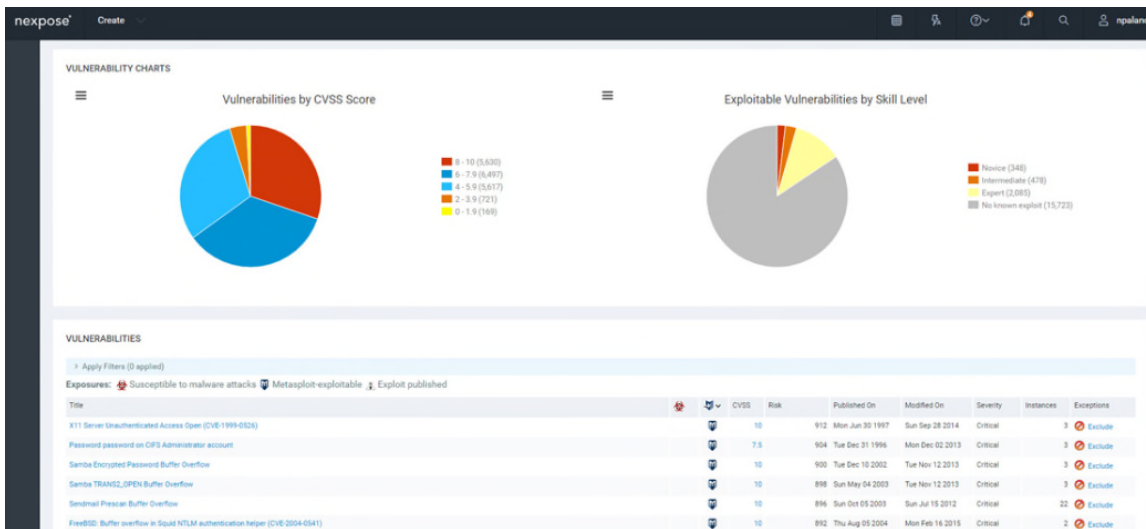 nexpose® Create npalanc
VULNERABILITY CHARTS
Vulnerabilities by CVSS Score
8 - 10 (5,630)
6 - 7.9 (6,497)
4 - 5.9 (5,617)
2 - 3.9 (721)
0 - 1.9 (169)
Exploitable Vulnerabilities by Skill Level
Novice (348)
Intermediate (478)
Expert (2,085)
No known exploit (15,723)
VULNERABILITIES
> Apply Filters (0 applied)
Exposures: Susceptible to malware attacks Metasploit-exploitable Exploit published
Title CVSS Risk Published On Modified On Severity Instances Exceptions
X11 Server Unauthenticated Access Open (CVE-1999-0526) 10 912 Mon Jun 30 1997 Sun Sep 28 2014 Critical 3 Exclude
Password password on CIFS Administrator account 7.5 904 Tue Dec 31 1996 Mon Dec 02 2013 Critical 3 Exclude
Samba Encrypted Password Buffer Overflow 10 900 Tue Dec 10 2002 Tue Nov 12 2013 Critical 3 Exclude
Samba TRANS2_OPEN Buffer Overflow 10 898 Sun May 04 2003 Tue Nov 12 2013 Critical 3 Exclude
Sendmail Prescan Buffer Overflow 10 896 Sun Oct 05 2003 Sun Jul 15 2012 Critical 22 Exclude
FreeBSD: Buffer overflow in Squid NTLM authentication helper (CVE-2004-0541) 10 892 Thu Aug 05 2004 Mon Feb 16 2015 Critical 2 Exclude